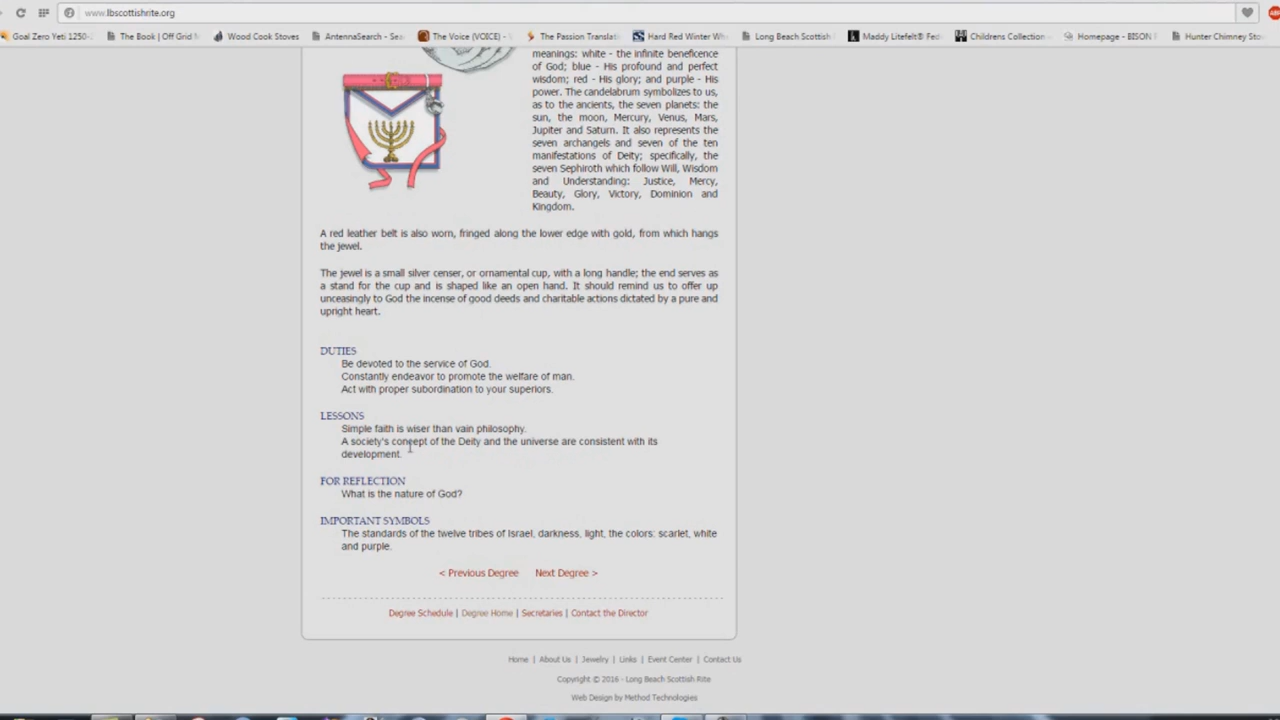 www.lbscottishrite.org
Goal Zero Yeti 1250- The Book | Off Grid Wood Cook Stoves AntennaSearch - Sea The Voice (VOICE) - The Passion Translati Hard Red Winter Wh Long Beach Scottish Maddy Litefelt® Fed Childrens Collection Homepage - BISON Hunter Chimney Sto
meanings: white - the infinite beneficence
of God; blue - His profound and perfect
wisdom; red - His glory; and purple - His
power. The candelabrum symbolizes to us,
as to the ancients, the seven planets: the
sun, the moon, Mercury, Venus, Mars,
Jupiter and Saturn. It also represents the
seven archangels and seven of the ten
manifestations of Deity; specifically, the
seven Sephiroth which follow Will, Wisdom
and Understanding: Justice, Mercy,
Beauty, Glory, Victory, Dominion and
Kingdom.
A red leather belt is also worn, fringed along the lower edge with gold, from which hangs
the jewel.
The jewel is a small silver censer, or ornamental cup, with a long handle; the end serves as
a stand for the cup and is shaped like an open hand. It should remind us to offer up
unceasingly to God the incense of good deeds and charitable actions dictated by a pure and
upright heart.
DUTIES
Be devoted to the service of God.
Constantly endeavor to promote the welfare of man.
Act with proper subordination to your superiors.
LESSONS
Simple faith is wiser than vain philosophy.
A society's concept of the Deity and the universe are consistent with its
development.
FOR REFLECTION
What is the nature of God?
IMPORTANT SYMBOLS
The standards of the twelve tribes of Israel, darkness, light, the colors: scarlet, white
and purple.
< Previous Degree Next Degree >
Degree Schedule | Degree Home | Secretaries | Contact the Director
Home | About Us | Jewelry | Links | Event Center | Contact Us
Copyright © 2016 - Long Beach Scottish Rite
Web Design by Method Technologies